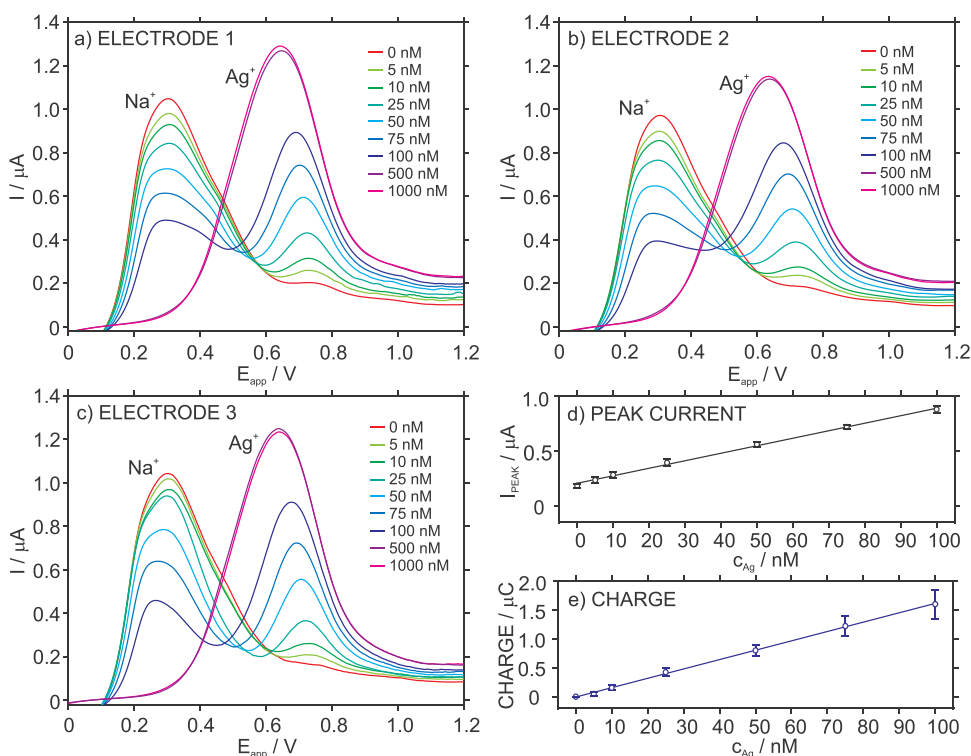 a) ELECTRODE 1
Na⁺
Ag⁺
0 nM
5 nM
10 nM
25 nM
50 nM
75 nM
100 nM
500 nM
1000 nM
I / μA
1.4
1.2
1.0
0.8
0.6
0.4
0.2
0
0 0.2 0.4 0.6 0.8 1.0 1.2
E_app / V
b) ELECTRODE 2
Na⁺
Ag⁺
0 nM
5 nM
10 nM
25 nM
50 nM
75 nM
100 nM
500 nM
1000 nM
I / μA
1.4
1.2
1.0
0.8
0.6
0.4
0.2
0
0 0.2 0.4 0.6 0.8 1.0 1.2
E_app / V
c) ELECTRODE 3
Na⁺
Ag⁺
0 nM
5 nM
10 nM
25 nM
50 nM
75 nM
100 nM
500 nM
1000 nM
I / μA
1.4
1.2
1.0
0.8
0.6
0.4
0.2
0
0 0.2 0.4 0.6 0.8 1.0 1.2
E_app / V
d) PEAK CURRENT
I_PEAK / μA
1.0
0.5
0
0 10 20 30 40 50 60 70 80 90 100
c_Ag / nM
e) CHARGE
CHARGE / μC
2.0
1.5
1.0
0.5
0
0 10 20 30 40 50 60 70 80 90 100
c_Ag / nM